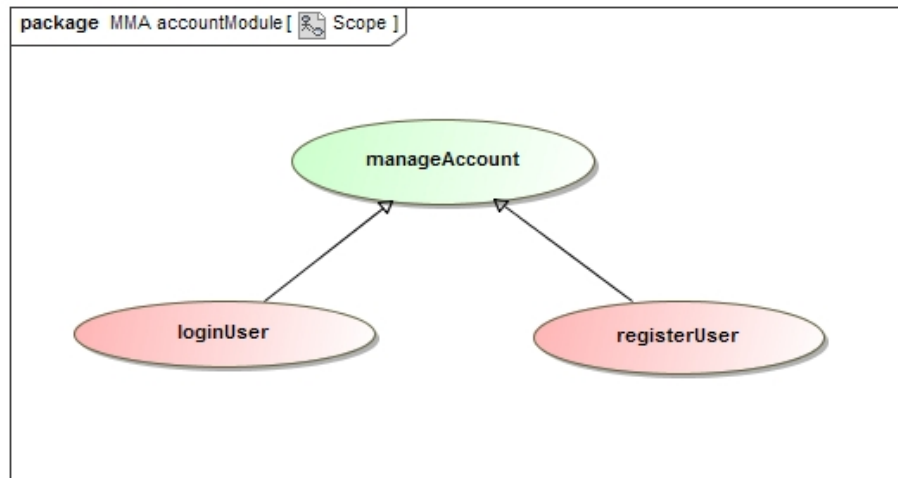 package MMA accountModule [ Scope ]
manageAccount
loginUser
registerUser